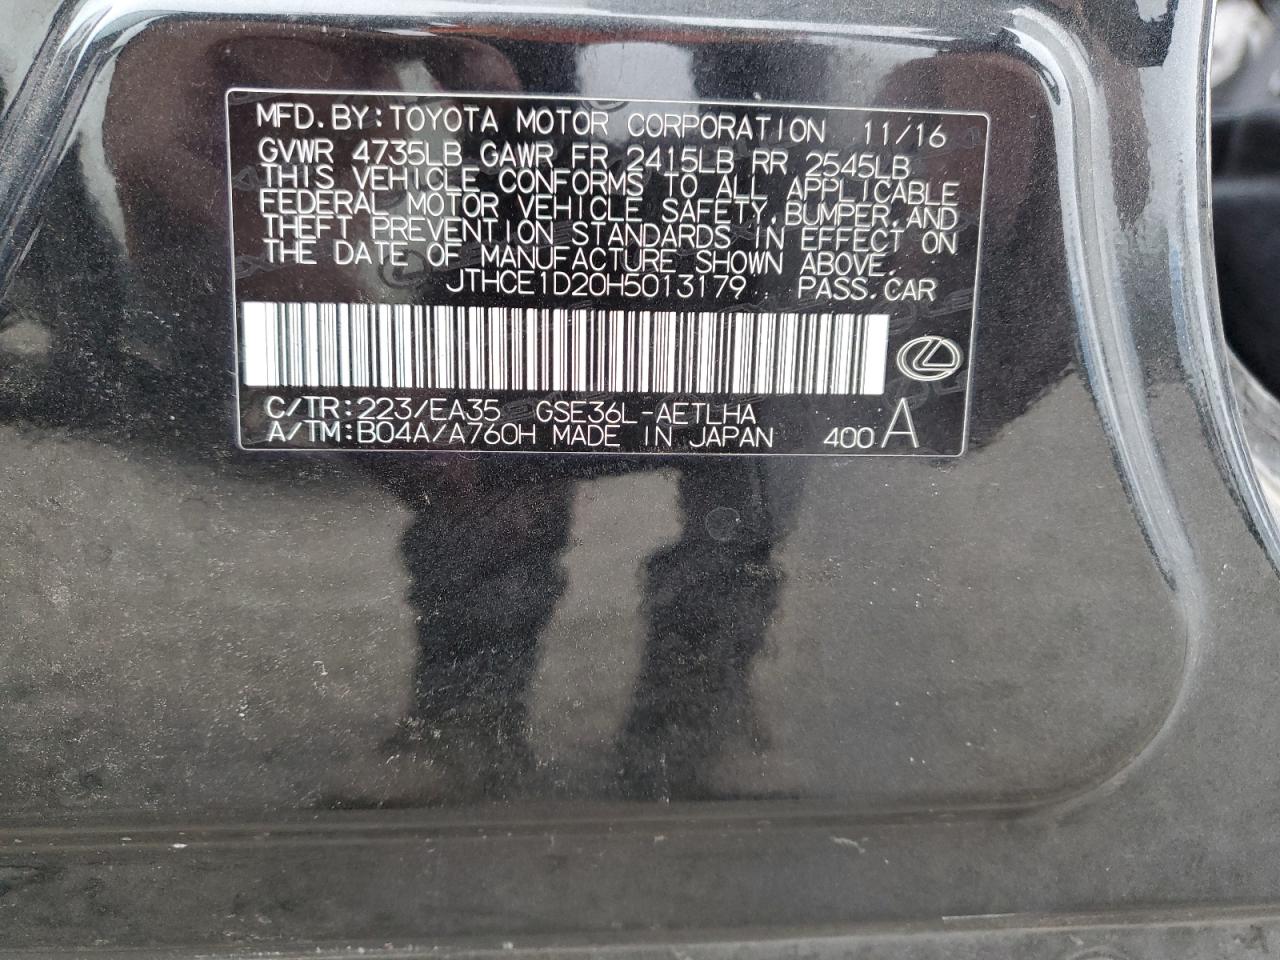 MFD.BY:TOYOTA MOTOR CORPORATION 11/16
GVWR 4735LB GAWR FR 2415LB RR 2545LB
THIS VEHICLE CONFORMS TO ALL APPLICABLE
FEDERAL MOTOR VEHICLE SAFETY,BUMPER,AND
THEFT PREVENTION STANDARDS IN EFFECT ON
THE DATE OF MANUFACTURE SHOWN ABOVE.
JTHCE1D20H5013179 PASS.CAR
C/TR:223/EA35 GSE36L-AETLHA
A/TM:B04A/A760H MADE IN JAPAN 400 A